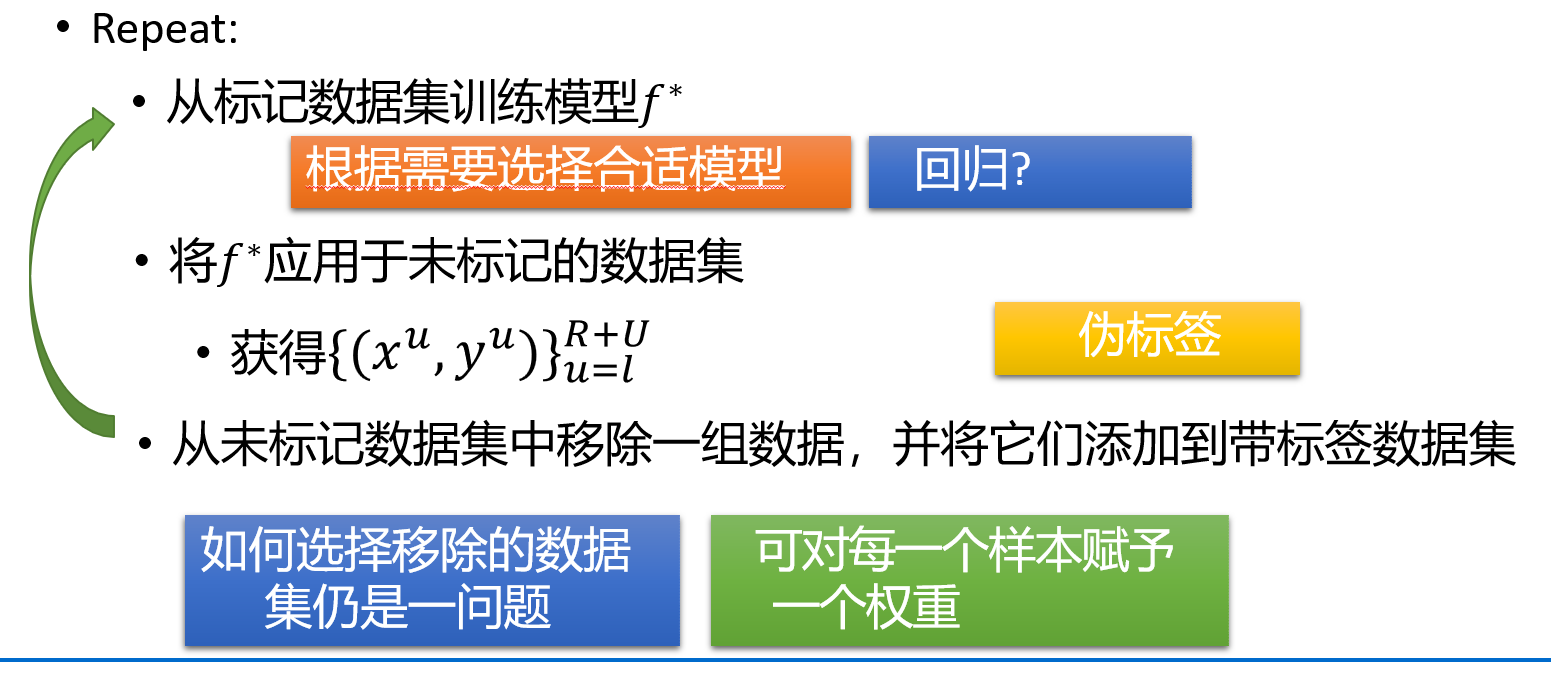 • Repeat:
• 从标记数据集训练模型𝑓*
根据需要选择合适模型
回归?
• 将𝑓*应用于未标记的数据集
• 获得{(𝑥ᵘ, 𝑦ᵘ)}ᴿ⁺ᵁ𝑢=𝑙
伪标签
• 从未标记数据集中移除一组数据，并将它们添加到带标签数据集
如何选择移除的数据
集仍是一问题
可对每一个样本赋予
一个权重